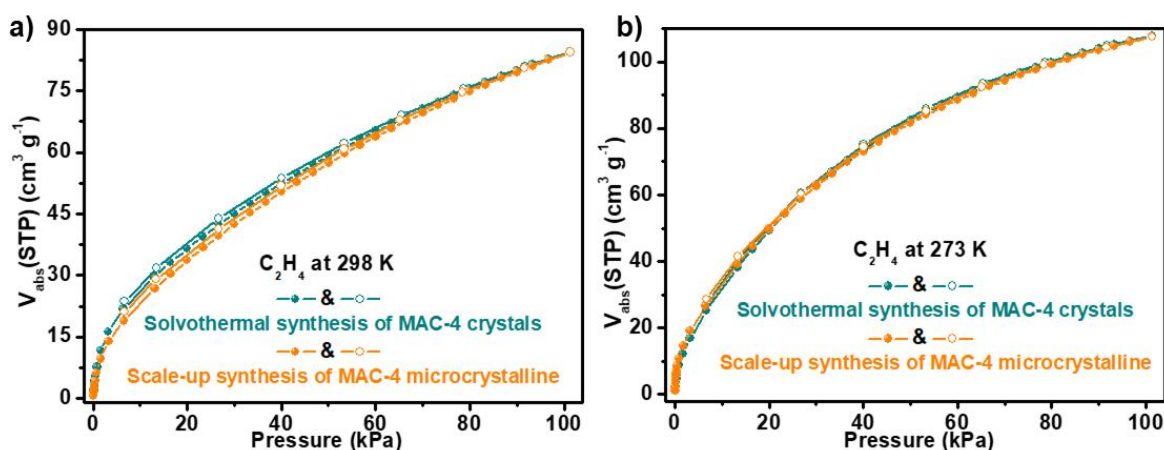 a)
V_abs(STP) (cm³ g⁻¹)
90
75
60
45
30
15
0
C₂H₄ at 298 K
&
Solvothermal synthesis of MAC-4 crystals
&
Scale-up synthesis of MAC-4 microcrystalline
0 20 40 60 80 100
Pressure (kPa)
b)
V_abs(STP) (cm³ g⁻¹)
100
80
60
40
20
0
C₂H₄ at 273 K
&
Solvothermal synthesis of MAC-4 crystals
&
Scale-up synthesis of MAC-4 microcrystalline
0 20 40 60 80 100
Pressure (kPa)